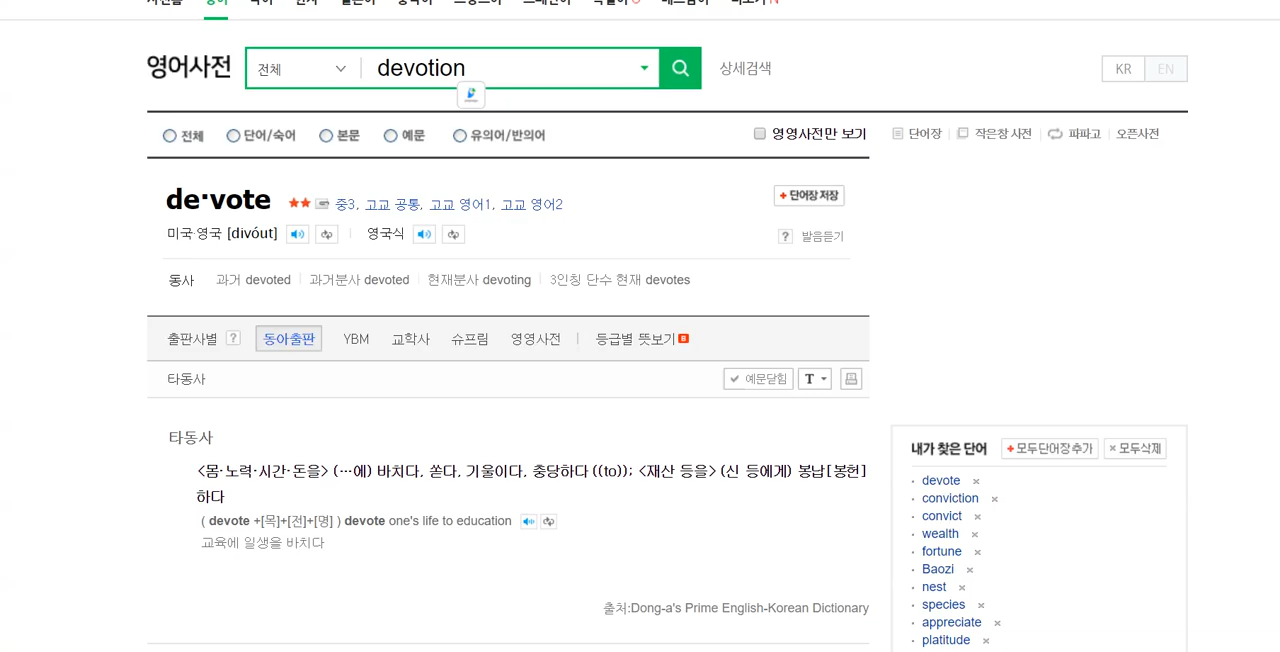 영어사전 전체 devotion 상세검색 KR EN
전체 단어/숙어 본문 예문 유의어/반의어 영영사전만 보기 단어장 작은창 사전 파파고 오픈사전
de·vote ★★ 중3, 고교 공통, 고교 영어1, 고교 영어2 +단어장 저장
미국·영국 [divóut] 영국식 ? 발음듣기
동사 과거 devoted 과거분사 devoted 현재분사 devoting 3인칭 단수 현재 devotes
출판사별 ? 동아출판 YBM 교학사 슈프림 영영사전 등급별 뜻보기
타동사 예문닫힘 T
타동사
<몸·노력·시간·돈을> (…에) 바치다, 쏟다, 기울이다, 충당하다 ((to)); <재산 등을> (신 등에게) 봉납[봉헌]
하다
( devote +[목]+[전]+[명] ) devote one's life to education
교육에 일생을 바치다
출처:Dong-a's Prime English-Korean Dictionary
내가 찾은 단어 +모두단어장추가 ×모두삭제
· devote ×
· conviction ×
· convict ×
· wealth ×
· fortune ×
· Baozi ×
· nest ×
· species ×
· appreciate ×
· platitude ×